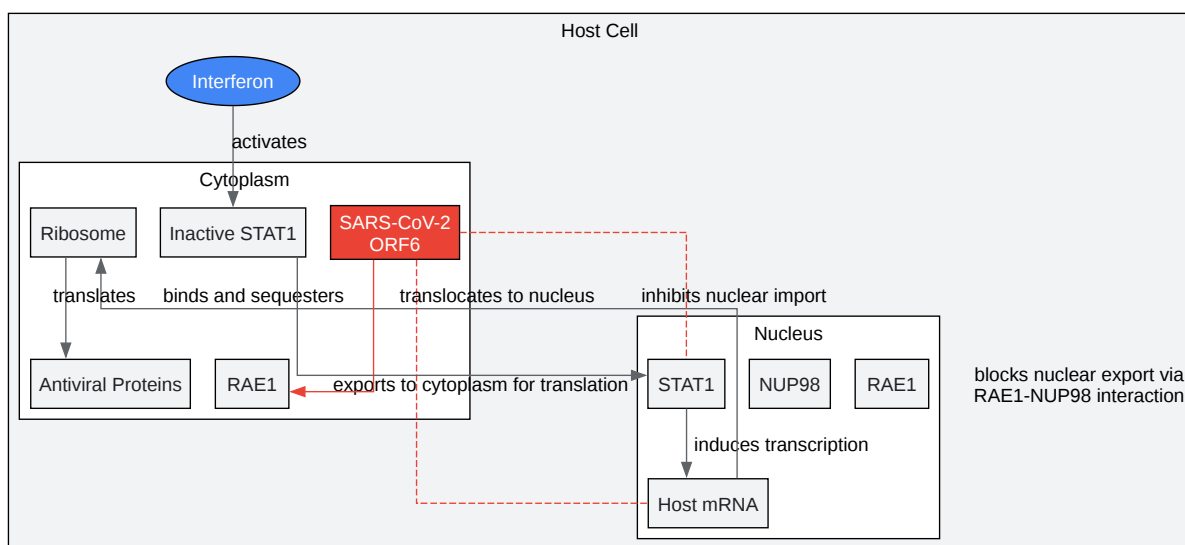 Host Cell
Interferon
activates
Cytoplasm
Ribosome
Inactive STAT1
SARS-CoV-2
ORF6
translates
binds and sequesters
translocates to nucleus
inhibits nuclear import
Nucleus
Antiviral Proteins
RAE1
exports to cytoplasm for translation
STAT1
NUP98
RAE1
blocks nuclear export via
RAE1-NUP98 interaction
induces transcription
Host mRNA